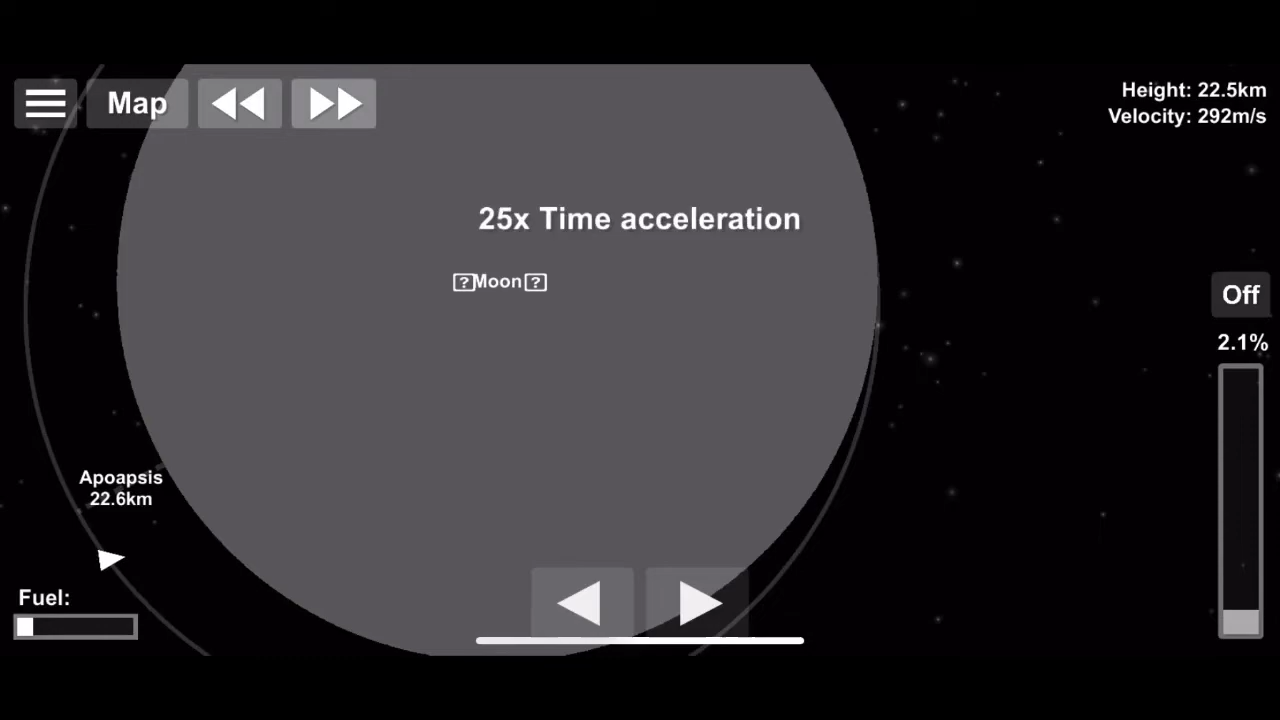 Map
Height: 22.5km
Velocity: 292m/s
25x Time acceleration
?Moon?
Off
2.1%
Apoapsis
22.6km
Fuel: